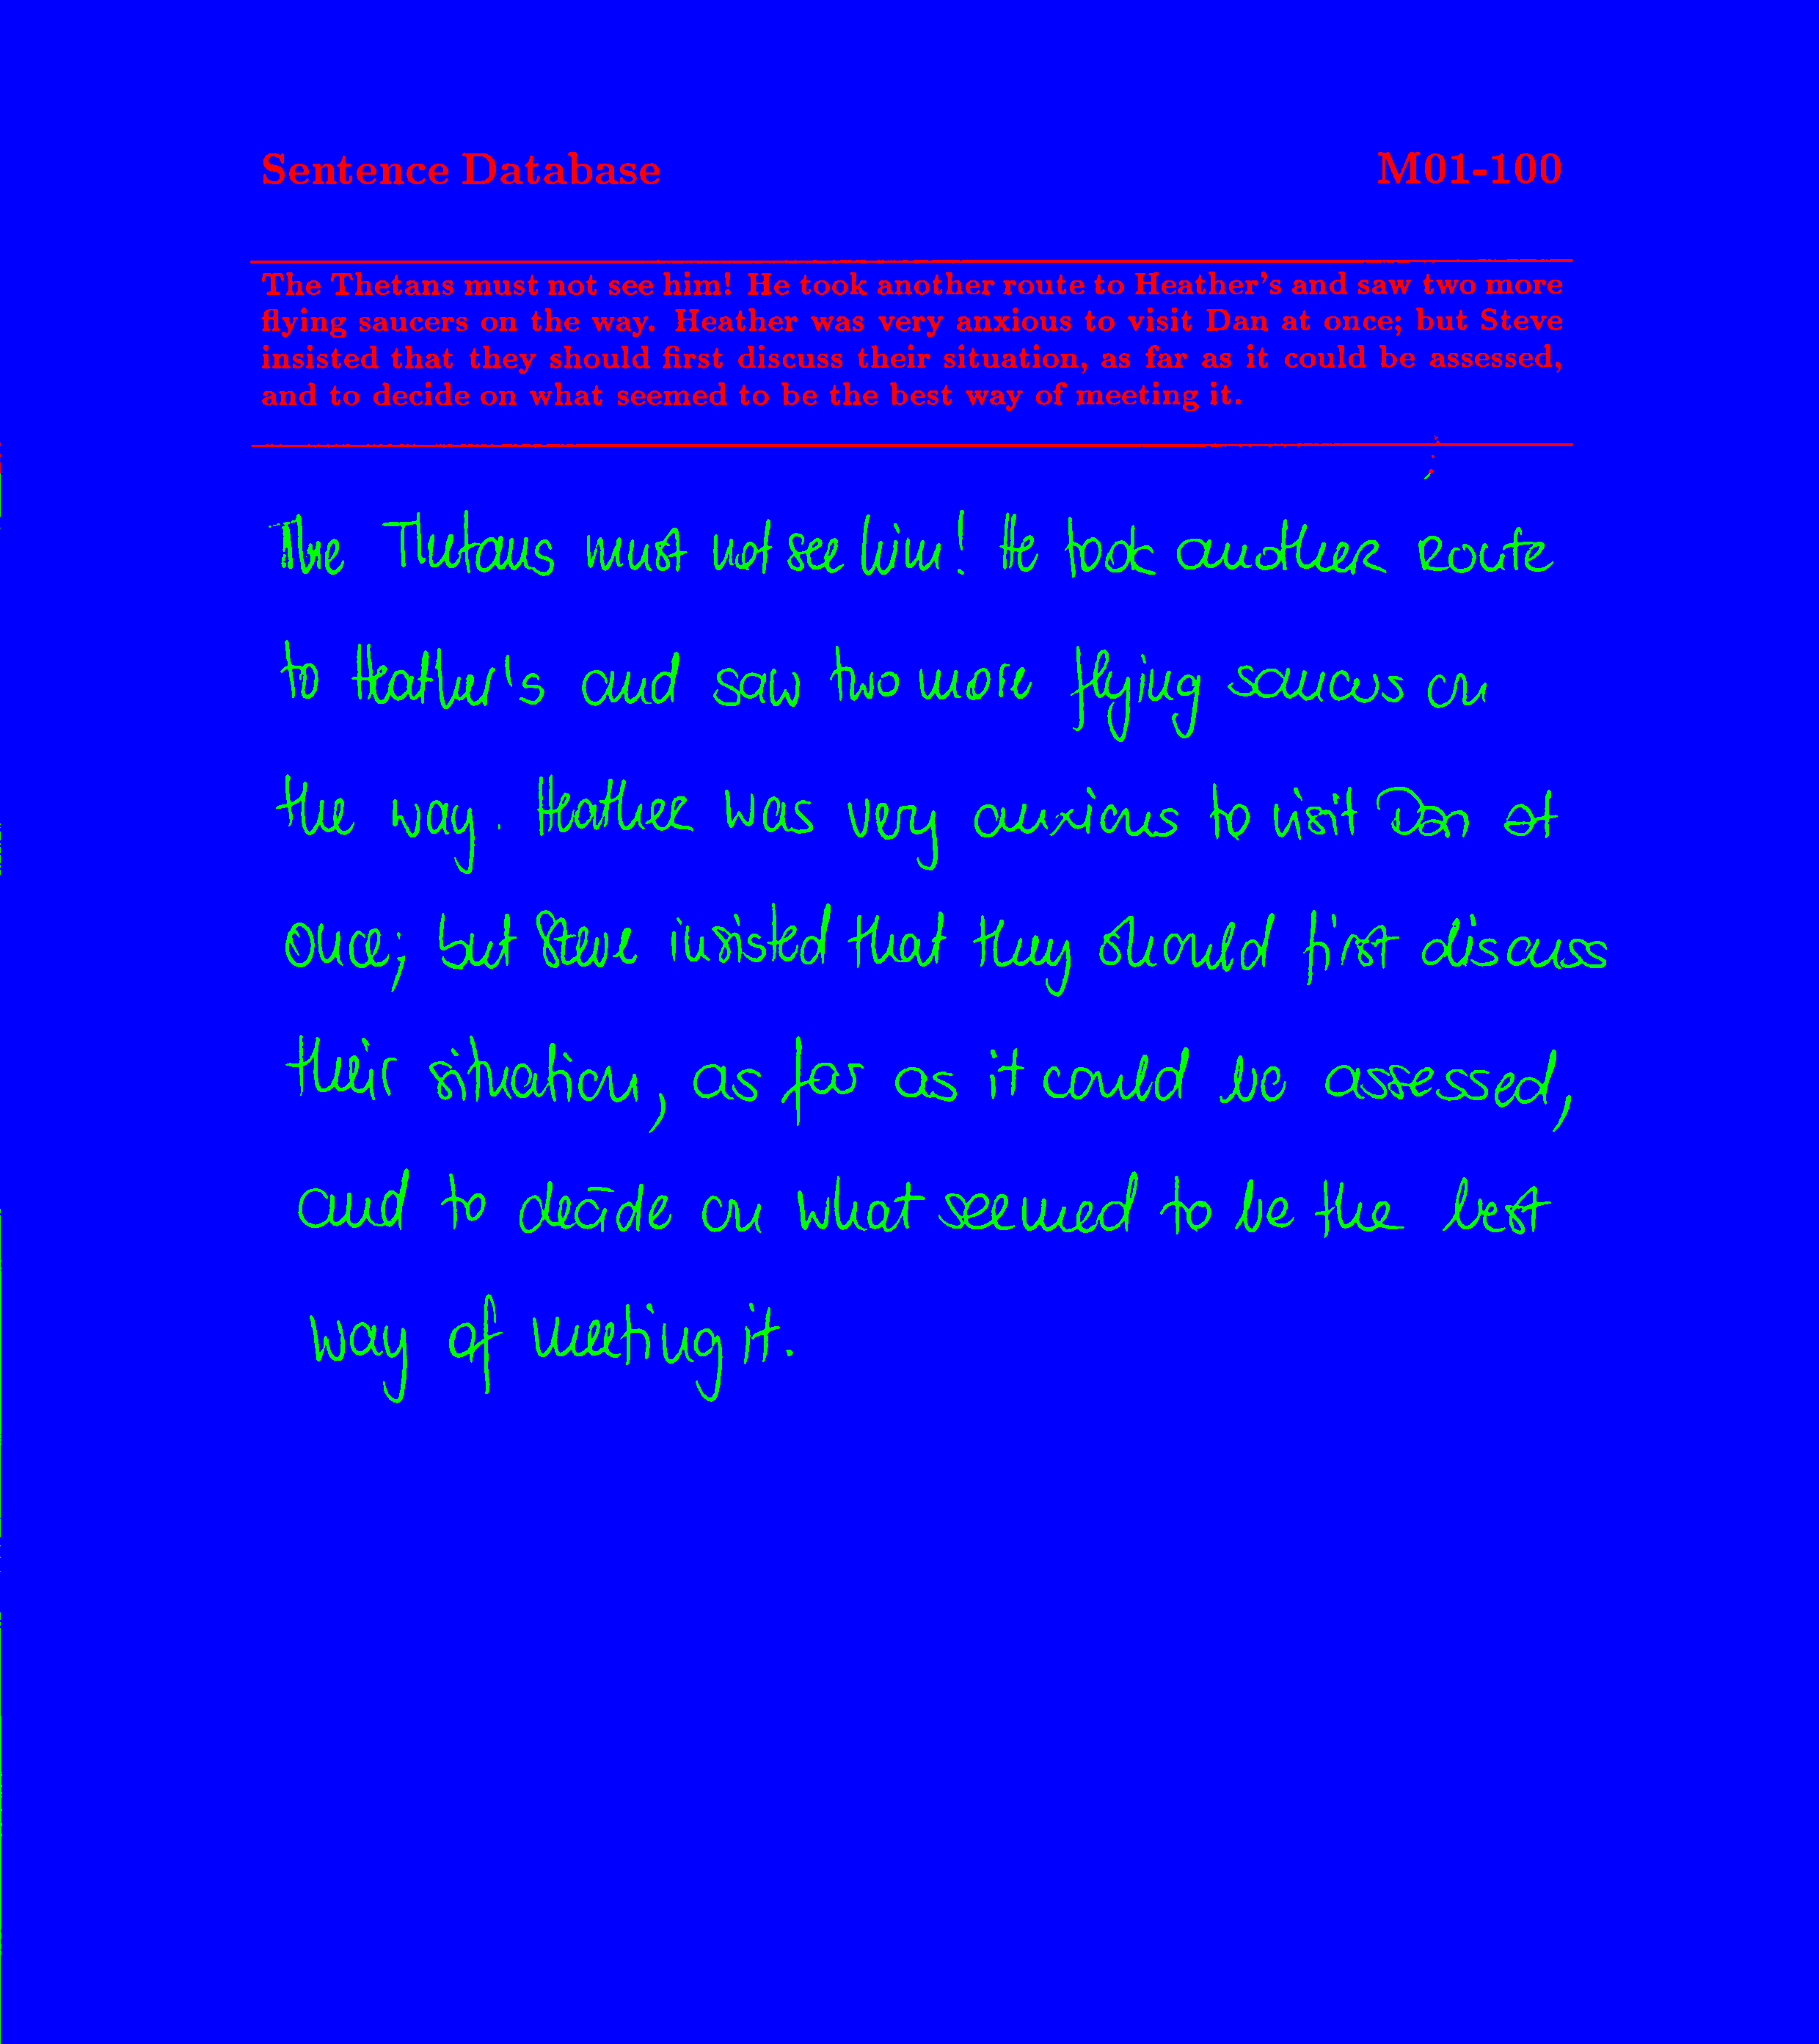 Sentence Database M01-100
The Thetans must not see him! He took another route to Heather's and saw two more
flying saucers on the way. Heather was very anxious to visit Dan at once; but Steve
insisted that they should first discuss their situation, as far as it could be assessed,
and to decide on what seemed to be the best way of meeting it.
The Thetans must not see him! He took another route
to Heather's and saw two more flying saucers on
the way. Heather was very anxious to visit Dan at
once; but Steve insisted that they should first discuss
their situation, as far as it could be assessed,
and to decide on what seemed to be the best
way of meeting it.